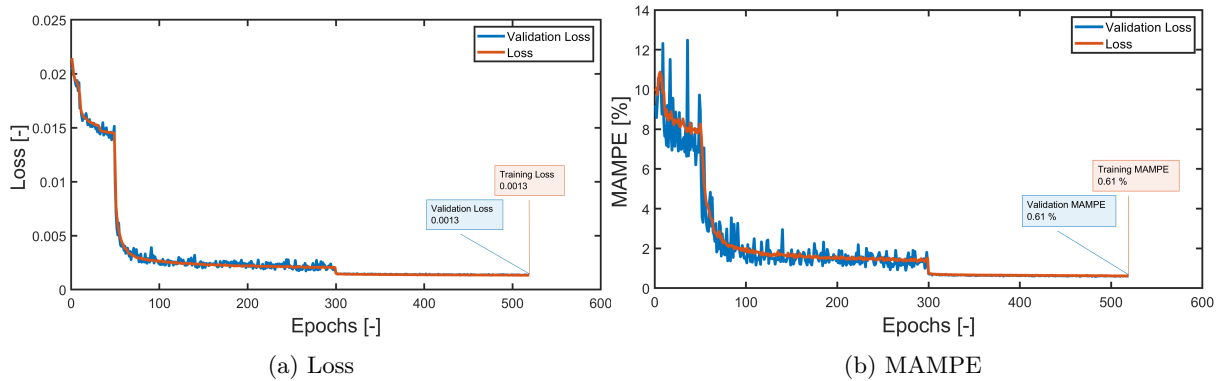 0.025
0.02
0.015
0.01
0.005
0
Loss [-]
Validation Loss
Loss
Training Loss
0.0013
Validation Loss
0.0013
0 100 200 300 400 500 600
Epochs [-]
(a) Loss
14
12
10
8
6
4
2
0
MAMPE [%]
Validation Loss
Loss
Training MAMPE
0.61 %
Validation MAMPE
0.61 %
0 100 200 300 400 500 600
Epochs [-]
(b) MAMPE